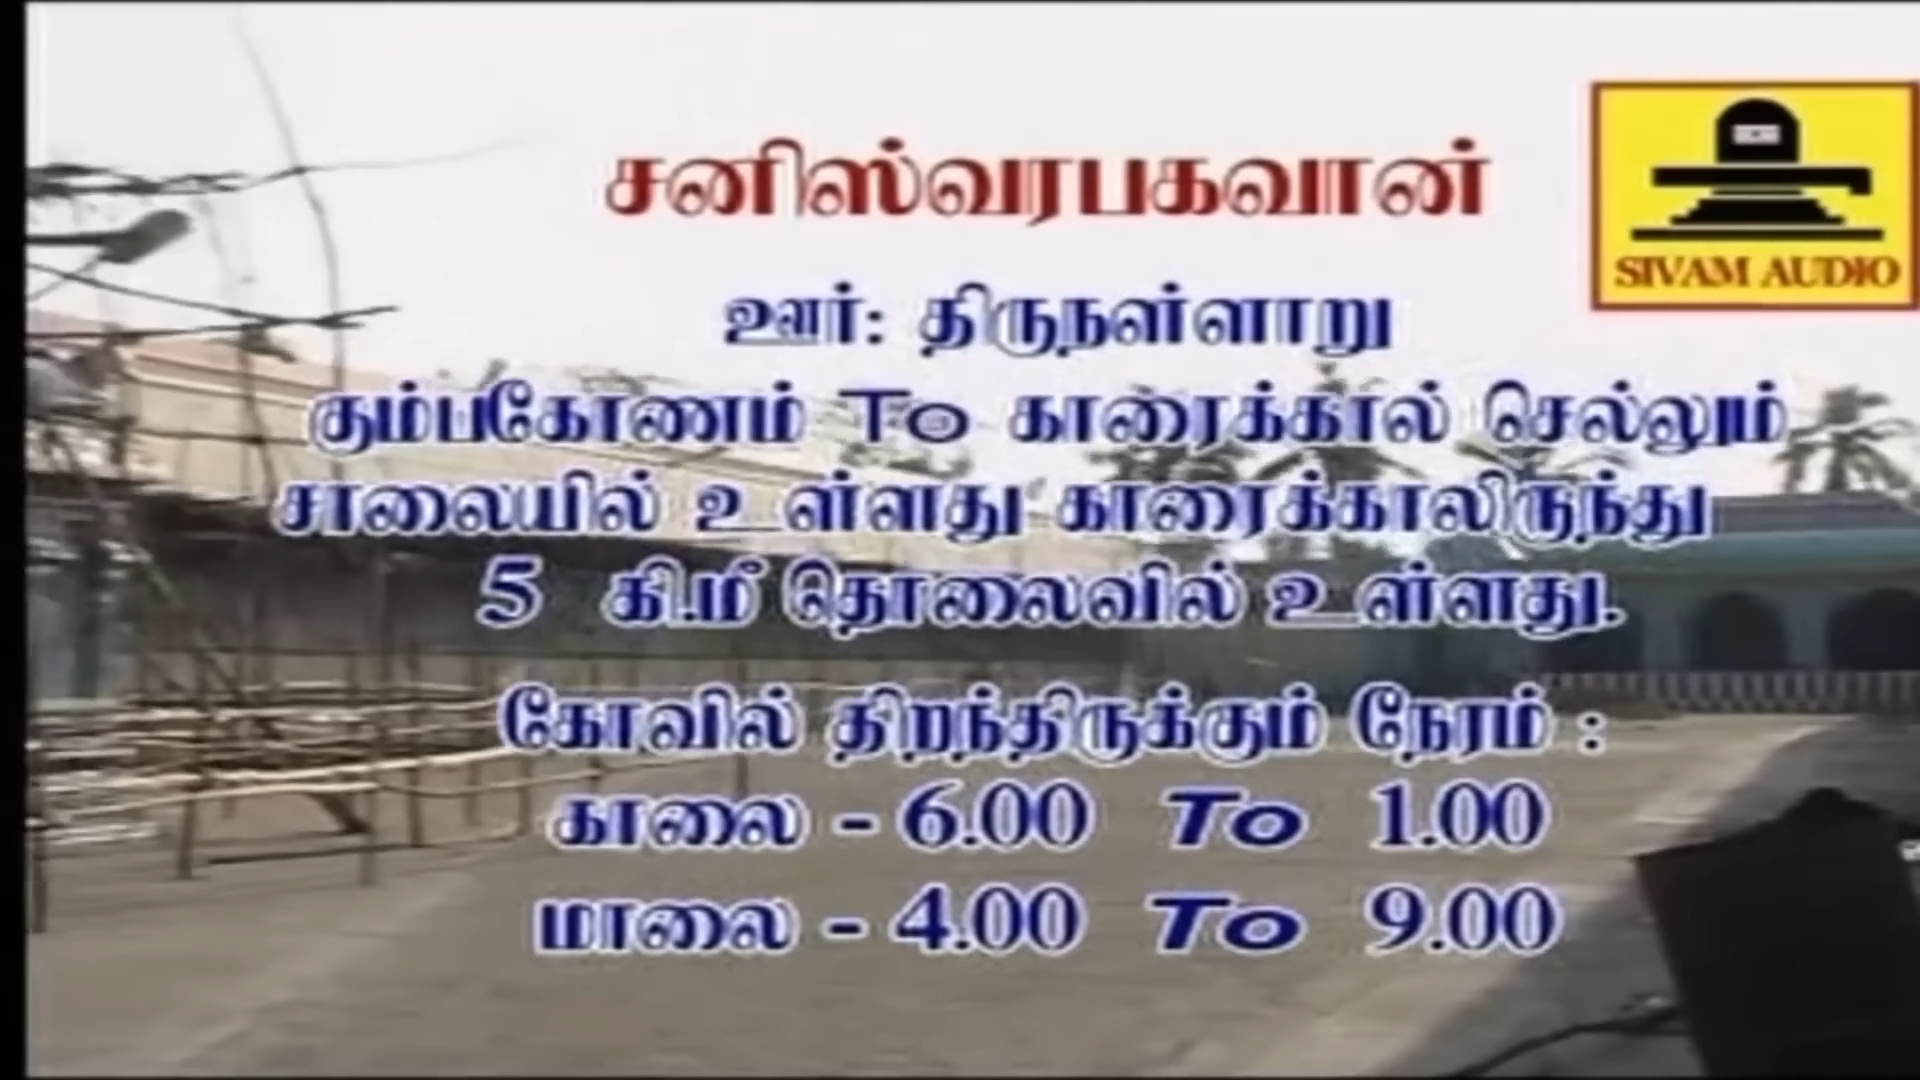 சனிஸ்வரபகவான்
SIVAM AUDIO
ஊர்: திருநள்ளாறு
கும்பகோணம் To காரைக்கால் செல்லும்
சாலையில் உள்ளது காரைக்காலிருந்து
5 கி.மீ தொலைவில் உள்ளது.
கோவில் திறந்திருக்கும் நேரம் :
காலை - 6.00 To 1.00
மாலை - 4.00 To 9.00